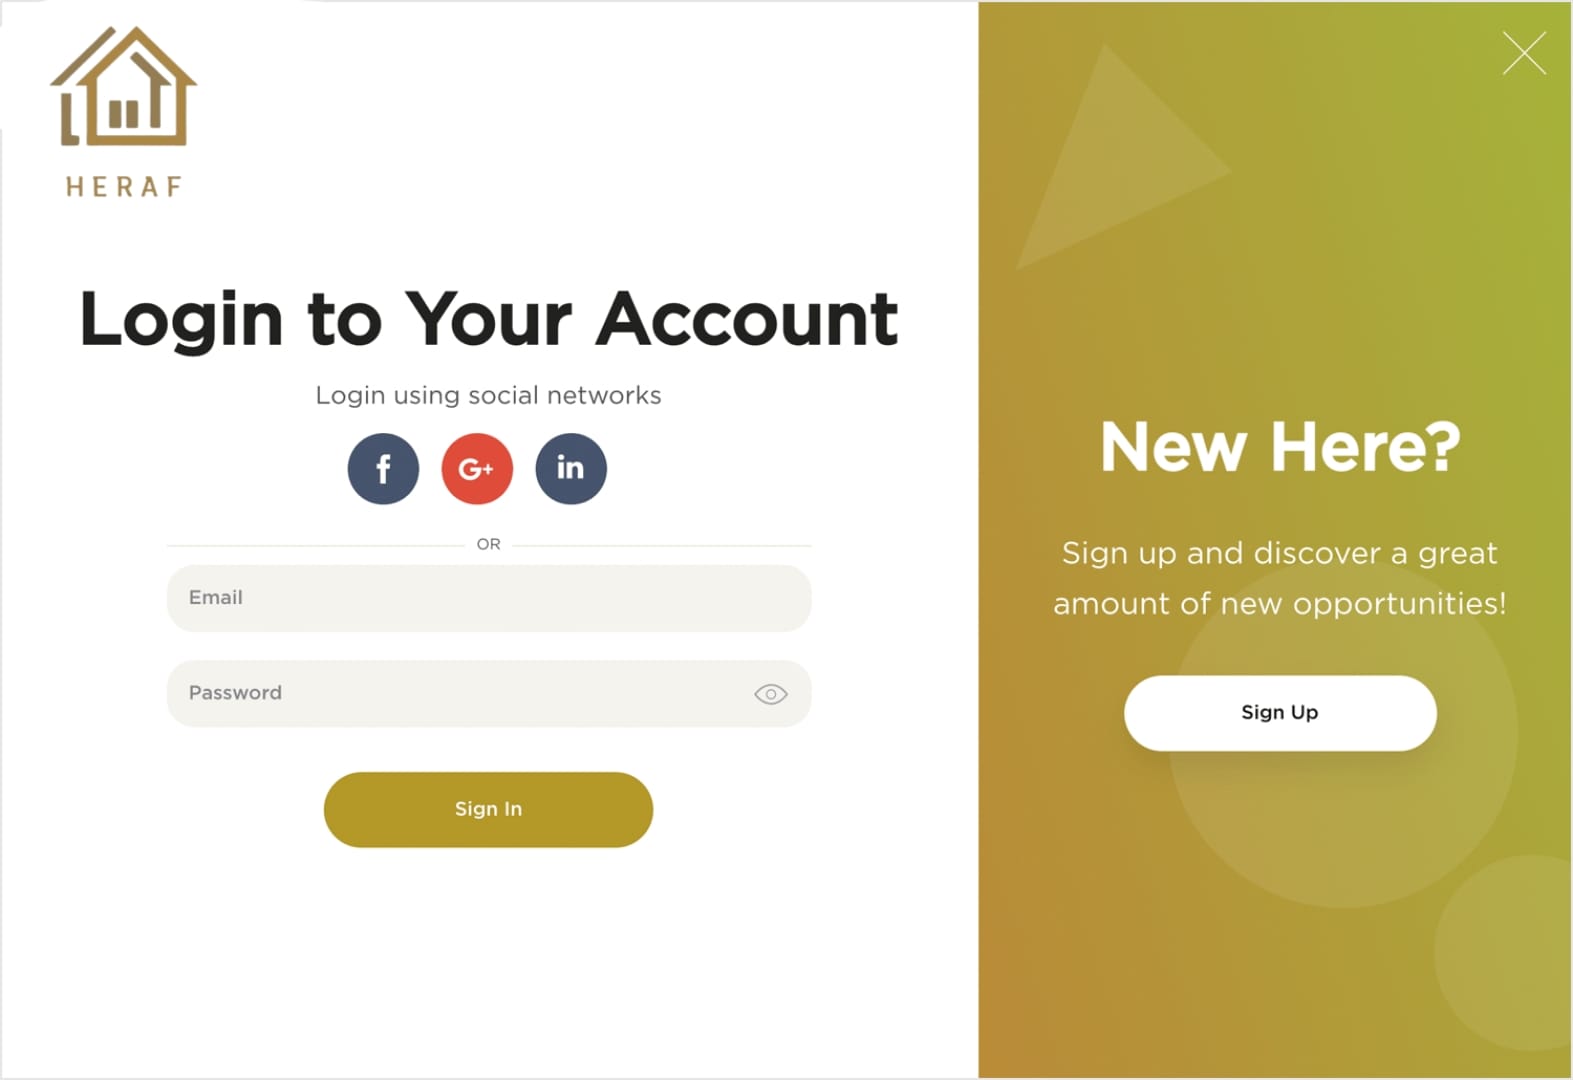 HERAF
Login to Your Account
Login using social networks
f G+ in
OR
Email
Password
Sign In
New Here?
Sign up and discover a great
amount of new opportunities!
Sign Up